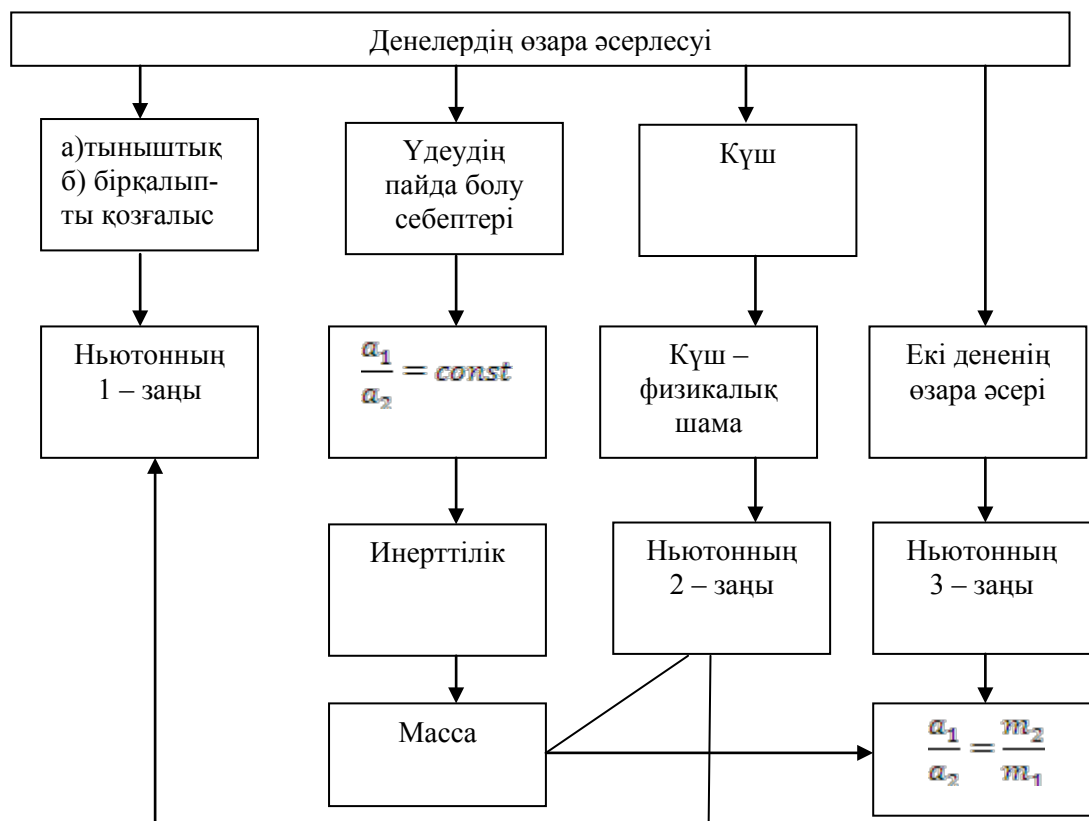 Денелердің өзара әсерлесуі
а)тыныштық
б) бірқалып-
ты қозғалыс
Үдеудің
пайда болу
себептері
Күш
Ньютонның
1 – заңы
a₁/a₂ = const
Күш –
физикалық
шама
Екі дененің
өзара әсері
Инерттілік
Ньютонның
2 – заңы
Ньютонның
3 – заңы
Масса
a₁/a₂ = m₂/m₁